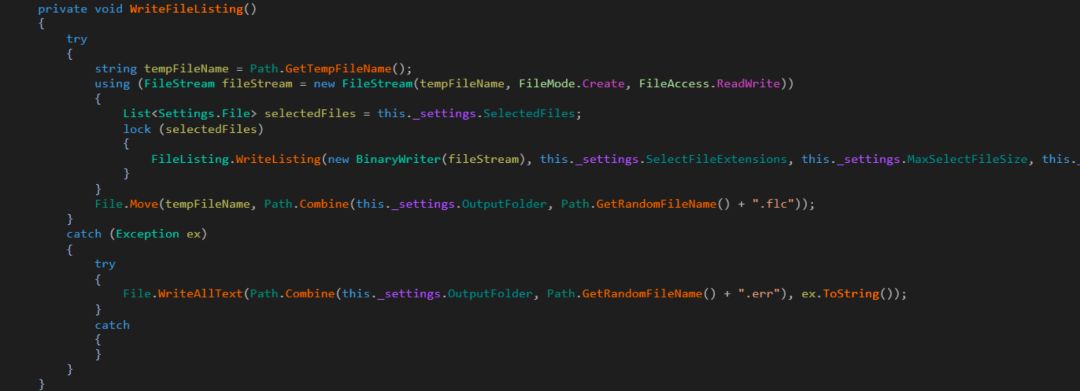 private void WriteFileListing()
{
try
{
string tempFileName = Path.GetTempFileName();
using (FileStream fileStream = new FileStream(tempFileName, FileMode.Create, FileAccess.ReadWrite))
{
List<Settings.File> selectedFiles = this._settings.SelectedFiles;
lock (selectedFiles)
{
FileListing.WriteListing(new BinaryWriter(fileStream), this._settings.SelectFileExtensions, this._settings.MaxSelectFileSize, this._
}
}
File.Move(tempFileName, Path.Combine(this._settings.OutputFolder, Path.GetRandomFileName() + ".flc"));
}
catch (Exception ex)
{
try
{
File.WriteAllText(Path.Combine(this._settings.OutputFolder, Path.GetRandomFileName() + ".err"), ex.ToString());
}
catch
{
}
}
}